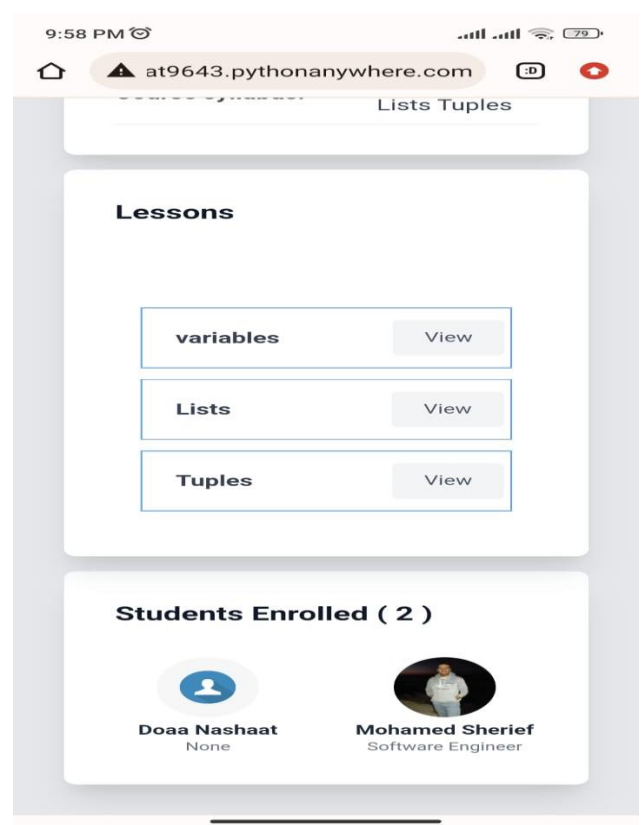 9:58 PM
79
at9643.pythonanywhere.com
:D
Lists Tuples
Lessons
variables View
Lists View
Tuples View
Students Enrolled ( 2 )
Doaa Nashaat Mohamed Sherief
None Software Engineer